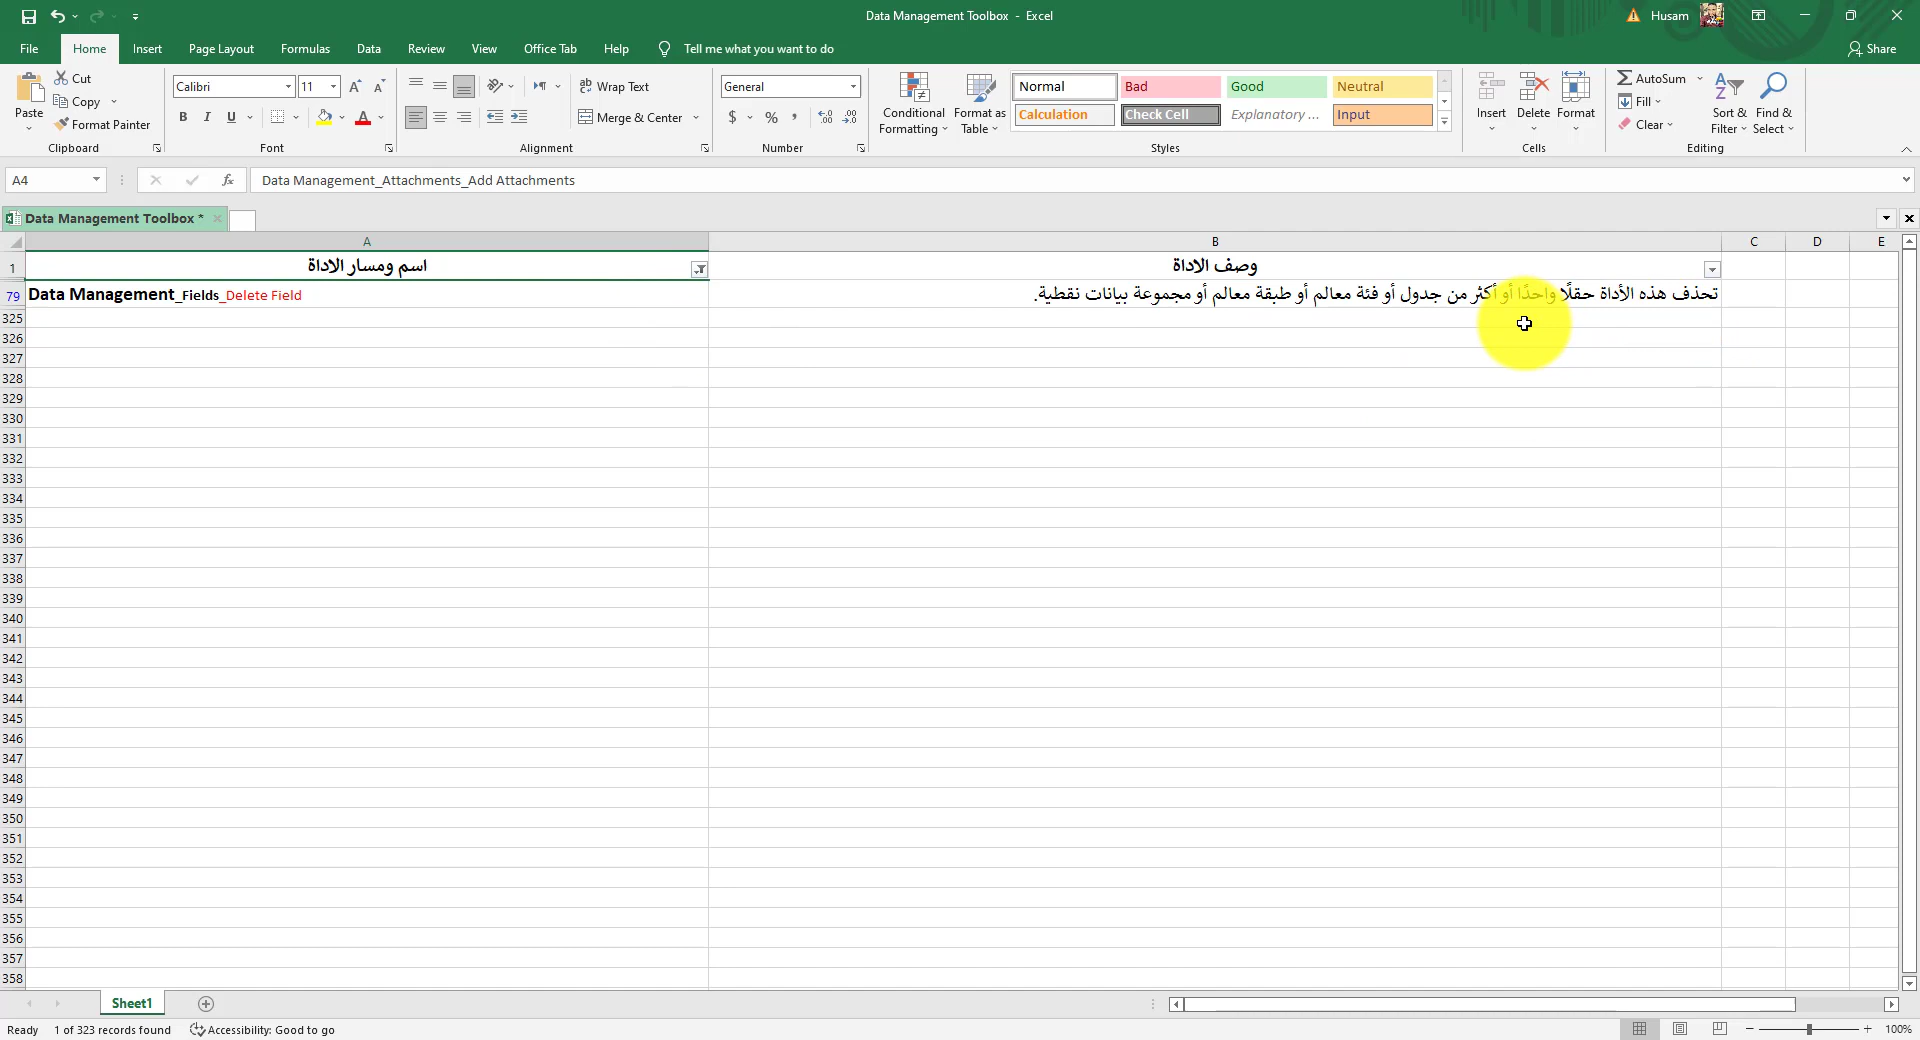 Data Management Toolbox - Excel
Husam
File Home Insert Page Layout Formulas Data Review View Office Tab Help Tell me what you want to do Share
Cut
Copy
Format Painter
Paste
Clipboard
Calibri 11
B I U
Font
Wrap Text
Merge & Center
Alignment
General
$ % ,
Number
Conditional Formatting
Format as Table
Normal Bad Good Neutral
Calculation Check Cell Explanatory ... Input
Styles
Insert Delete Format
Cells
AutoSum
Fill
Clear
Sort & Filter
Find & Select
Editing
A4 fx Data Management_Attachments_Add Attachments
Data Management Toolbox *
A B C D E
1 اسم ومسار الاداة وصف الاداة
79 Data Management_Fields_Delete Field تحذف هذه الأداة حقلًا واحدًا أو أكثر من جدول أو فئة معالم أو طبقة معالم أو مجموعة بيانات نقطية.
325
326
327
328
329
330
331
332
333
334
335
336
337
338
339
340
341
342
343
344
345
346
347
348
349
350
351
352
353
354
355
356
357
358
Sheet1
Ready 1 of 323 records found Accessibility: Good to go 100%